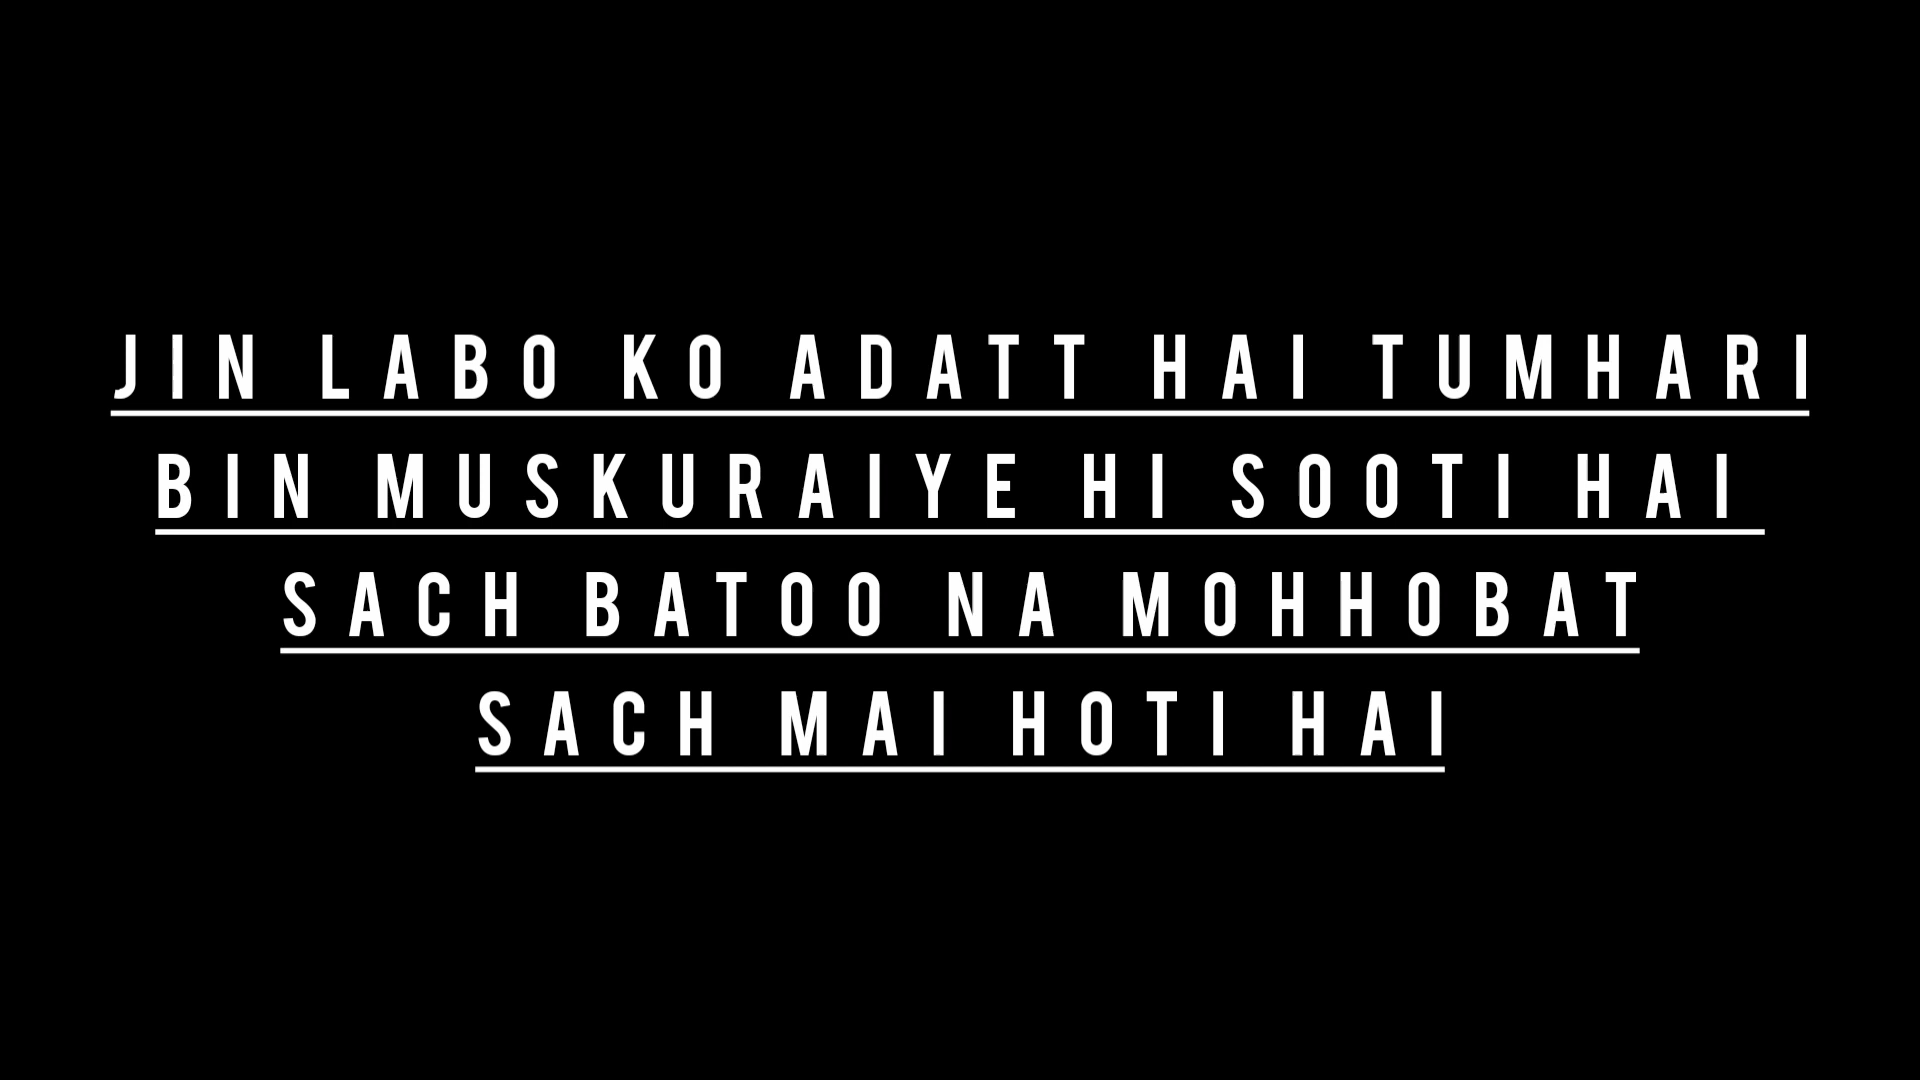 JIN LABO KO ADATT HAI TUMHARI
BIN MUSKURAIYE HI SOOTI HAI
SACH BATOO NA MOHHOBAT
SACH MAI HOTI HAI